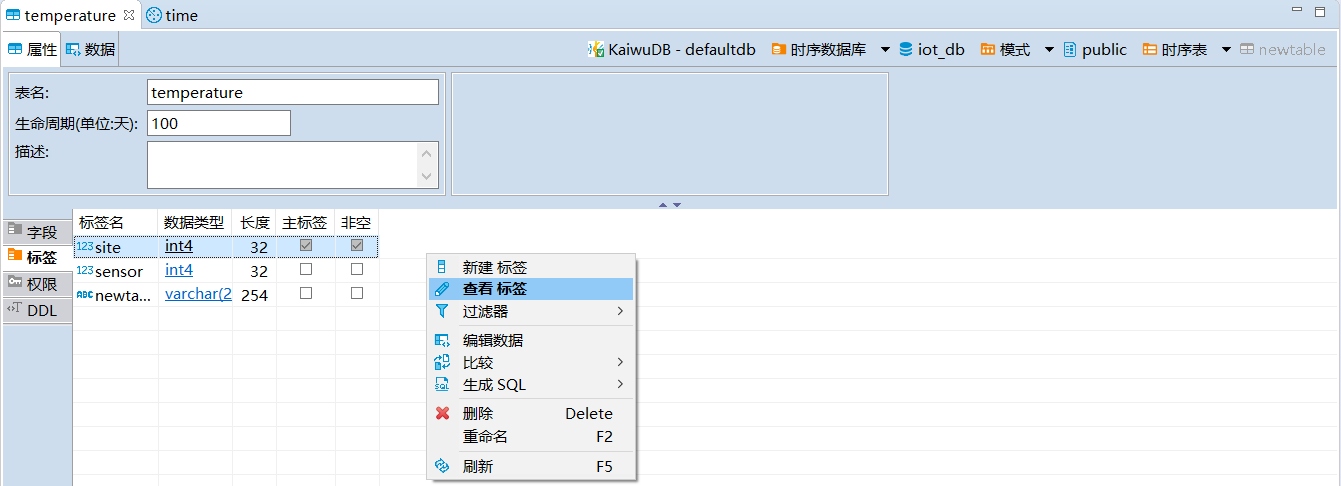 temperature time
属性 数据 KaiwuDB - defaultdb 时序数据库 iot_db 模式 public 时序表 newtable
表名: temperature
生命周期(单位:天): 100
描述:
标签名 数据类型 长度 主标签 非空
字段
标签
权限
DDL
123 site int4 32
123 sensor int4 32
ABC newta... varchar(2 254
新建 标签
查看 标签
过滤器
编辑数据
比较
SQL 生成 SQL
删除 Delete
重命名 F2
刷新 F5